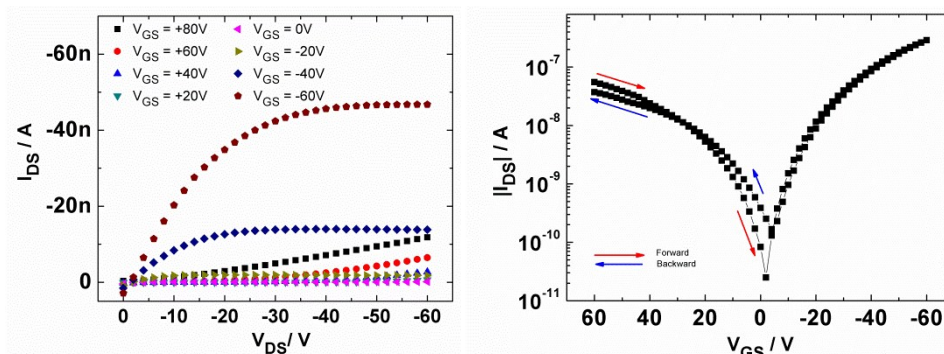 -60n
-40n
-20n
0
I_DS / A
V_GS = +80V
V_GS = +60V
V_GS = +40V
V_GS = +20V
V_GS = 0V
V_GS = -20V
V_GS = -40V
V_GS = -60V
0 -10 -20 -30 -40 -50 -60
V_DS/ V
10^-7
10^-8
10^-9
10^-10
10^-11
|I_DS| / A
Forward
Backward
60 40 20 0 -20 -40 -60
V_GS / V